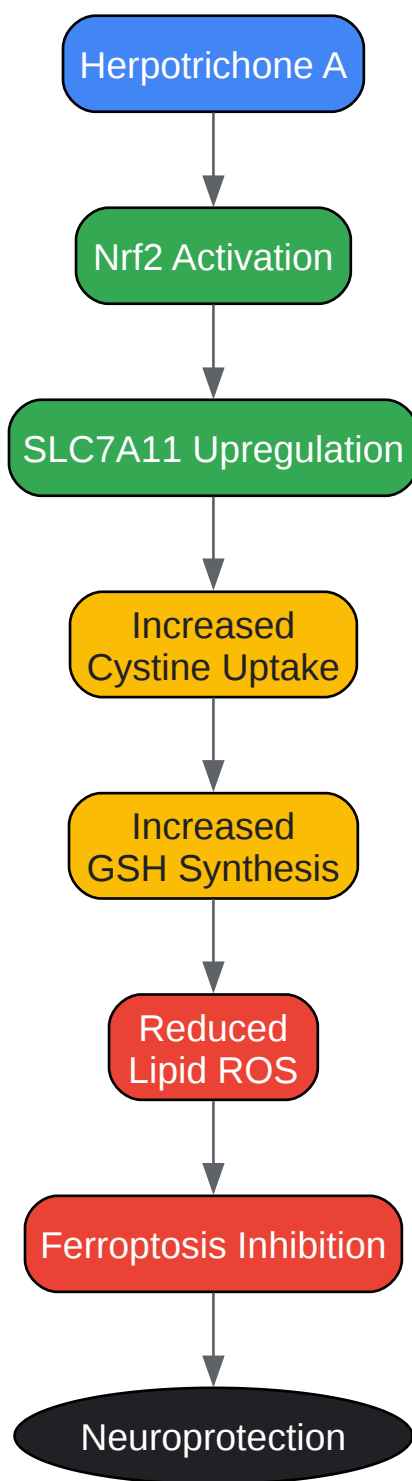 Herpotrichone A
Nrf2 Activation
SLC7A11 Upregulation
Increased
Cystine Uptake
Increased
GSH Synthesis
Reduced
Lipid ROS
Ferroptosis Inhibition
Neuroprotection